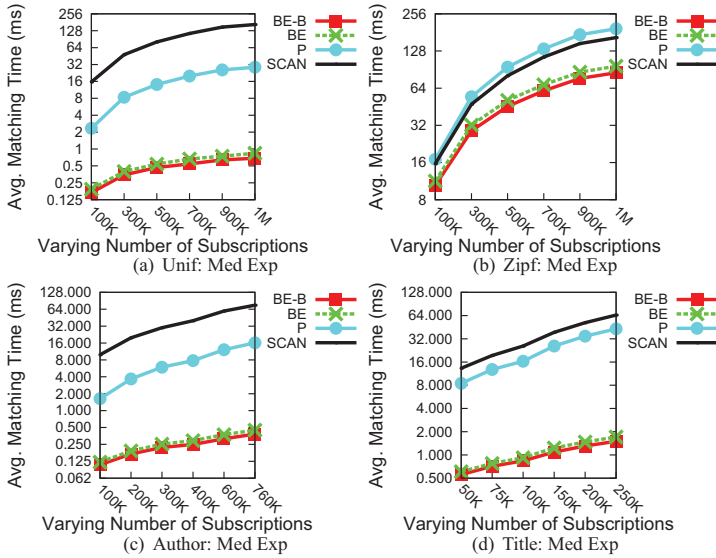 Avg. Matching Time (ms)
256
128
64
32
16
8
4
2
1
0.5
0.25
0.125
100K
300K
500K
700K
900K
1M
BE-B
BE
P
SCAN
Varying Number of Subscriptions
(a) Unif: Med Exp
Avg. Matching Time (ms)
256
128
64
32
16
8
100K
300K
500K
700K
900K
1M
BE-B
BE
P
SCAN
Varying Number of Subscriptions
(b) Zipf: Med Exp
Avg. Matching Time (ms)
128.000
64.000
32.000
16.000
8.000
4.000
2.000
1.000
0.500
0.250
0.125
0.062
100K
200K
300K
400K
600K
760K
BE-B
BE
P
SCAN
Varying Number of Subscriptions
(c) Author: Med Exp
Avg. Matching Time (ms)
128.000
64.000
32.000
16.000
8.000
4.000
2.000
1.000
0.500
50K
75K
100K
150K
200K
250K
BE-B
BE
P
SCAN
Varying Number of Subscriptions
(d) Title: Med Exp